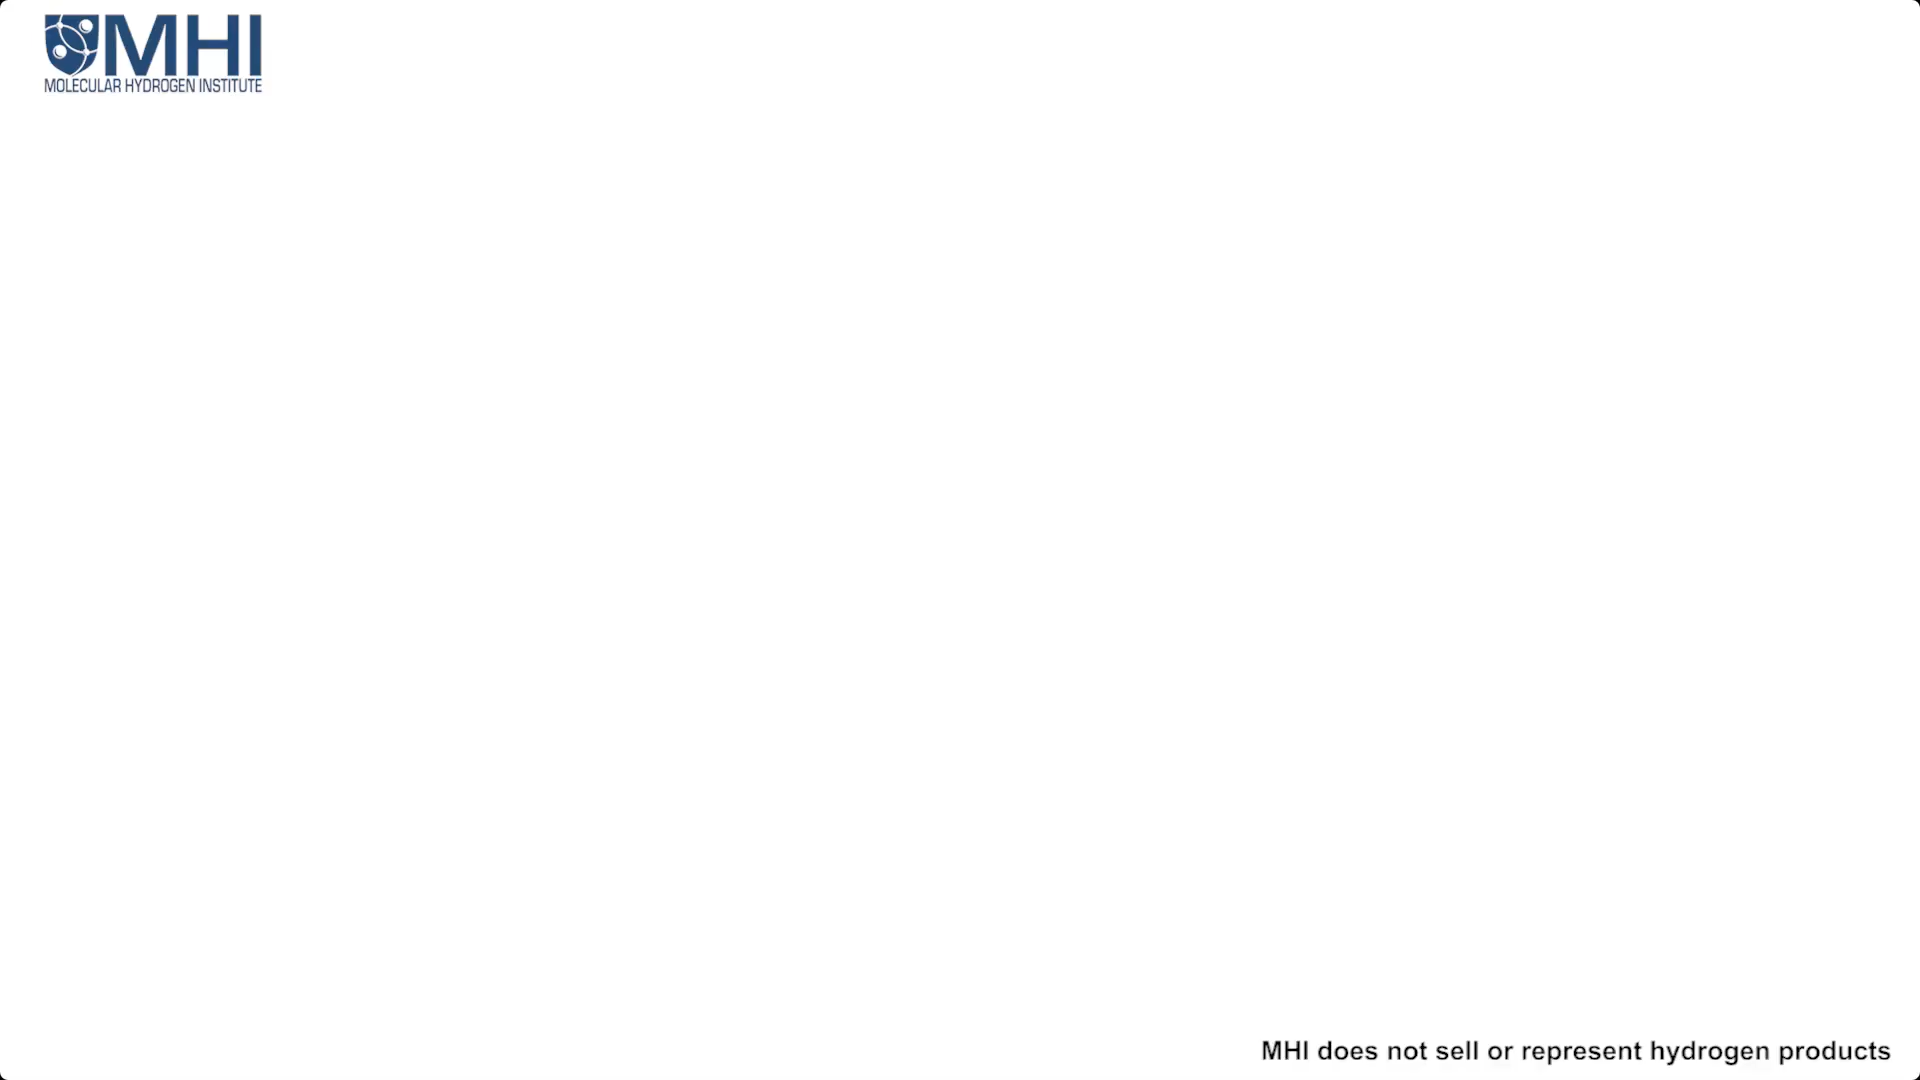 MHI
MOLECULAR HYDROGEN INSTITUTE
MHI does not sell or represent hydrogen products